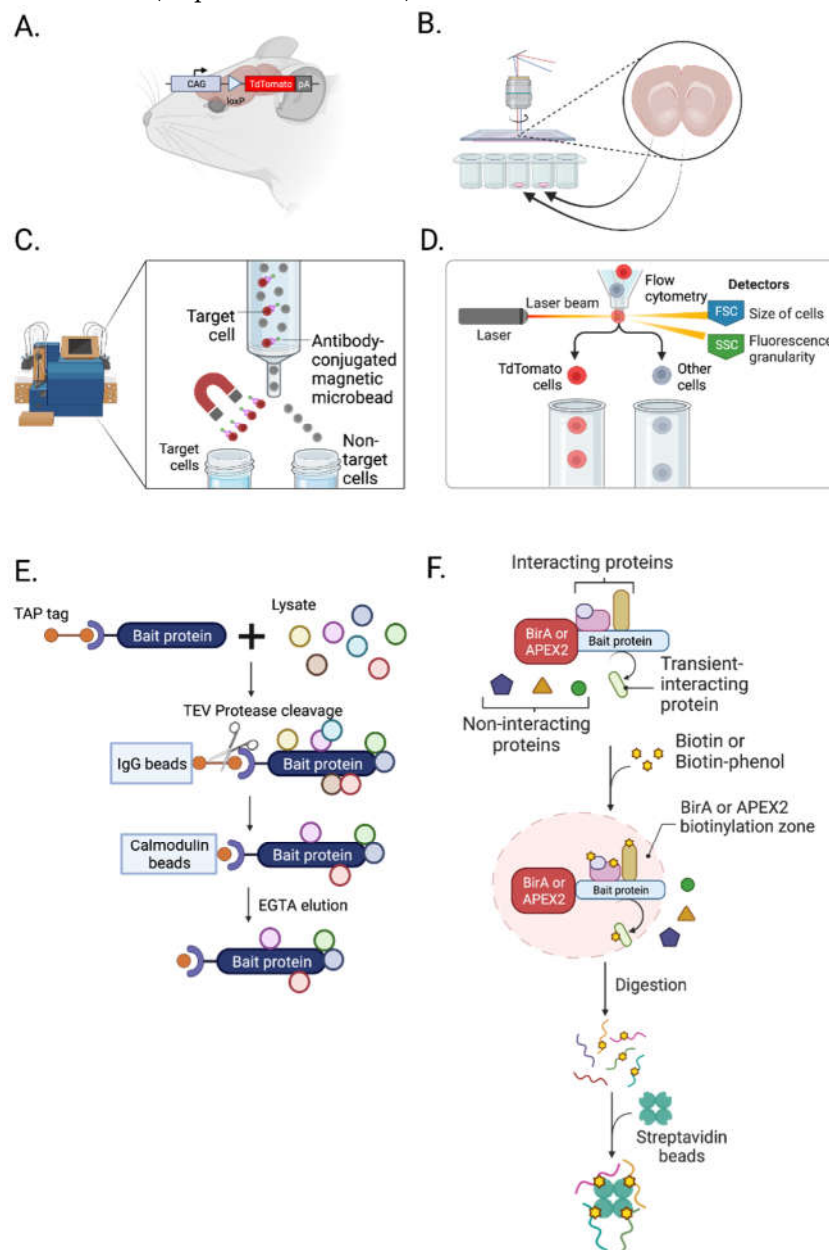 A.
CAG
TdTomato
pA
loxP
B.
C.
Target
cell
Antibody-
conjugated
magnetic
microbead
Target
cells
Non-
target
cells
D.
Flow
cytometry
Detectors
Laser beam
Laser
FSC
Size of cells
SSC
Fluorescence
granularity
TdTomato
cells
Other
cells
E.
TAP tag
Bait protein
Lysate
TEV Protease cleavage
IgG beads
Bait protein
Calmodulin
beads
Bait protein
EGTA elution
Bait protein
F.
Interacting proteins
BirA or
APEX2
Bait protein
Transient-
interacting
protein
Non-interacting
proteins
Biotin or
Biotin-phenol
BirA or APEX2
biotinylation zone
BirA or
APEX2
Bait protein
Digestion
Streptavidin
beads